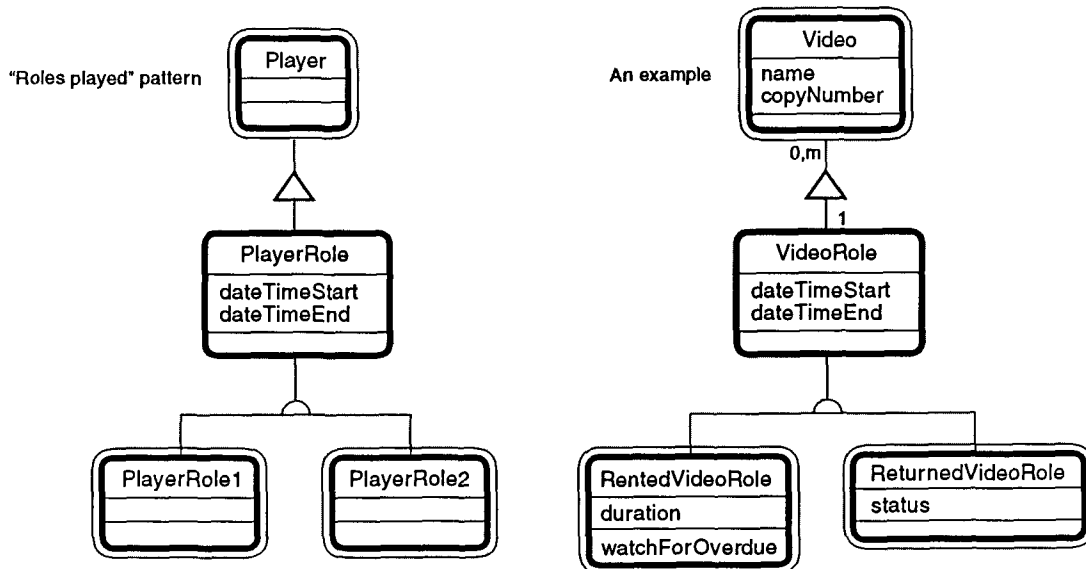 "Roles played" pattern
Player
PlayerRole
dateTimeStart
dateTimeEnd
PlayerRole1
PlayerRole2
An example
Video
name
copyNumber
0,m
1
VideoRole
dateTimeStart
dateTimeEnd
RentedVideoRole
duration
watchForOverdue
ReturnedVideoRole
status